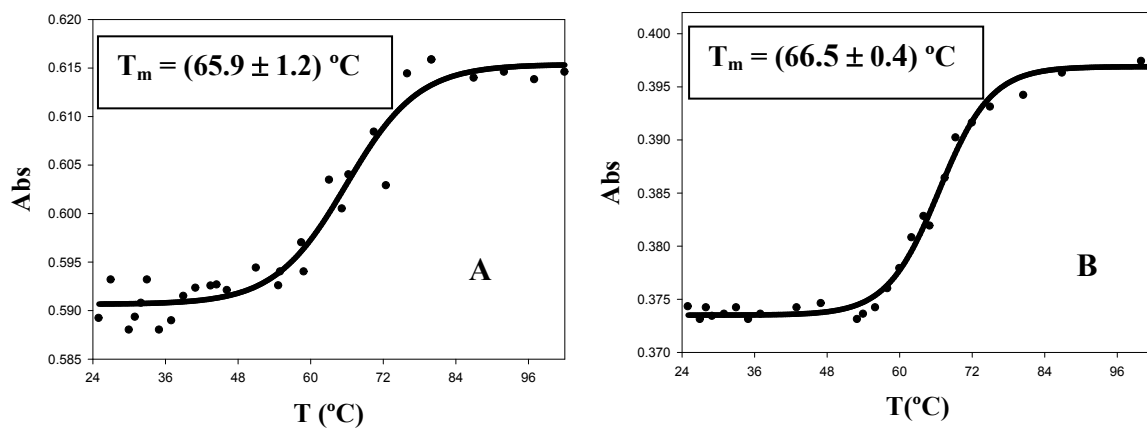 Tm = (65.9 ± 1.2) ºC
Abs
0.620
0.615
0.610
0.605
0.600
0.595
0.590
0.585
A
24 36 48 60 72 84 96
T (ºC)
Tm = (66.5 ± 0.4) ºC
Abs
0.400
0.395
0.390
0.385
0.380
0.375
0.370
B
24 36 48 60 72 84 96
T(ºC)